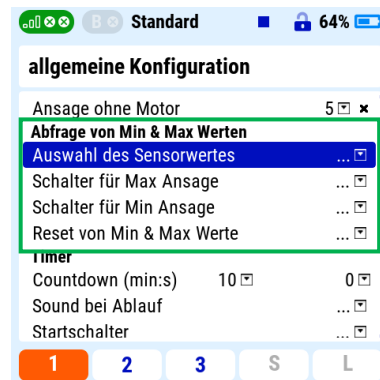 B Standard 64%
allgemeine Konfiguration
Ansage ohne Motor 5
Abfrage von Min & Max Werten
Auswahl des Sensorwertes ...
Schalter für Max Ansage ...
Schalter für Min Ansage ...
Reset von Min & Max Werte ...
Timer
Countdown (min:s) 10 0
Sound bei Ablauf ...
Startschalter ...
1 2 3 S L